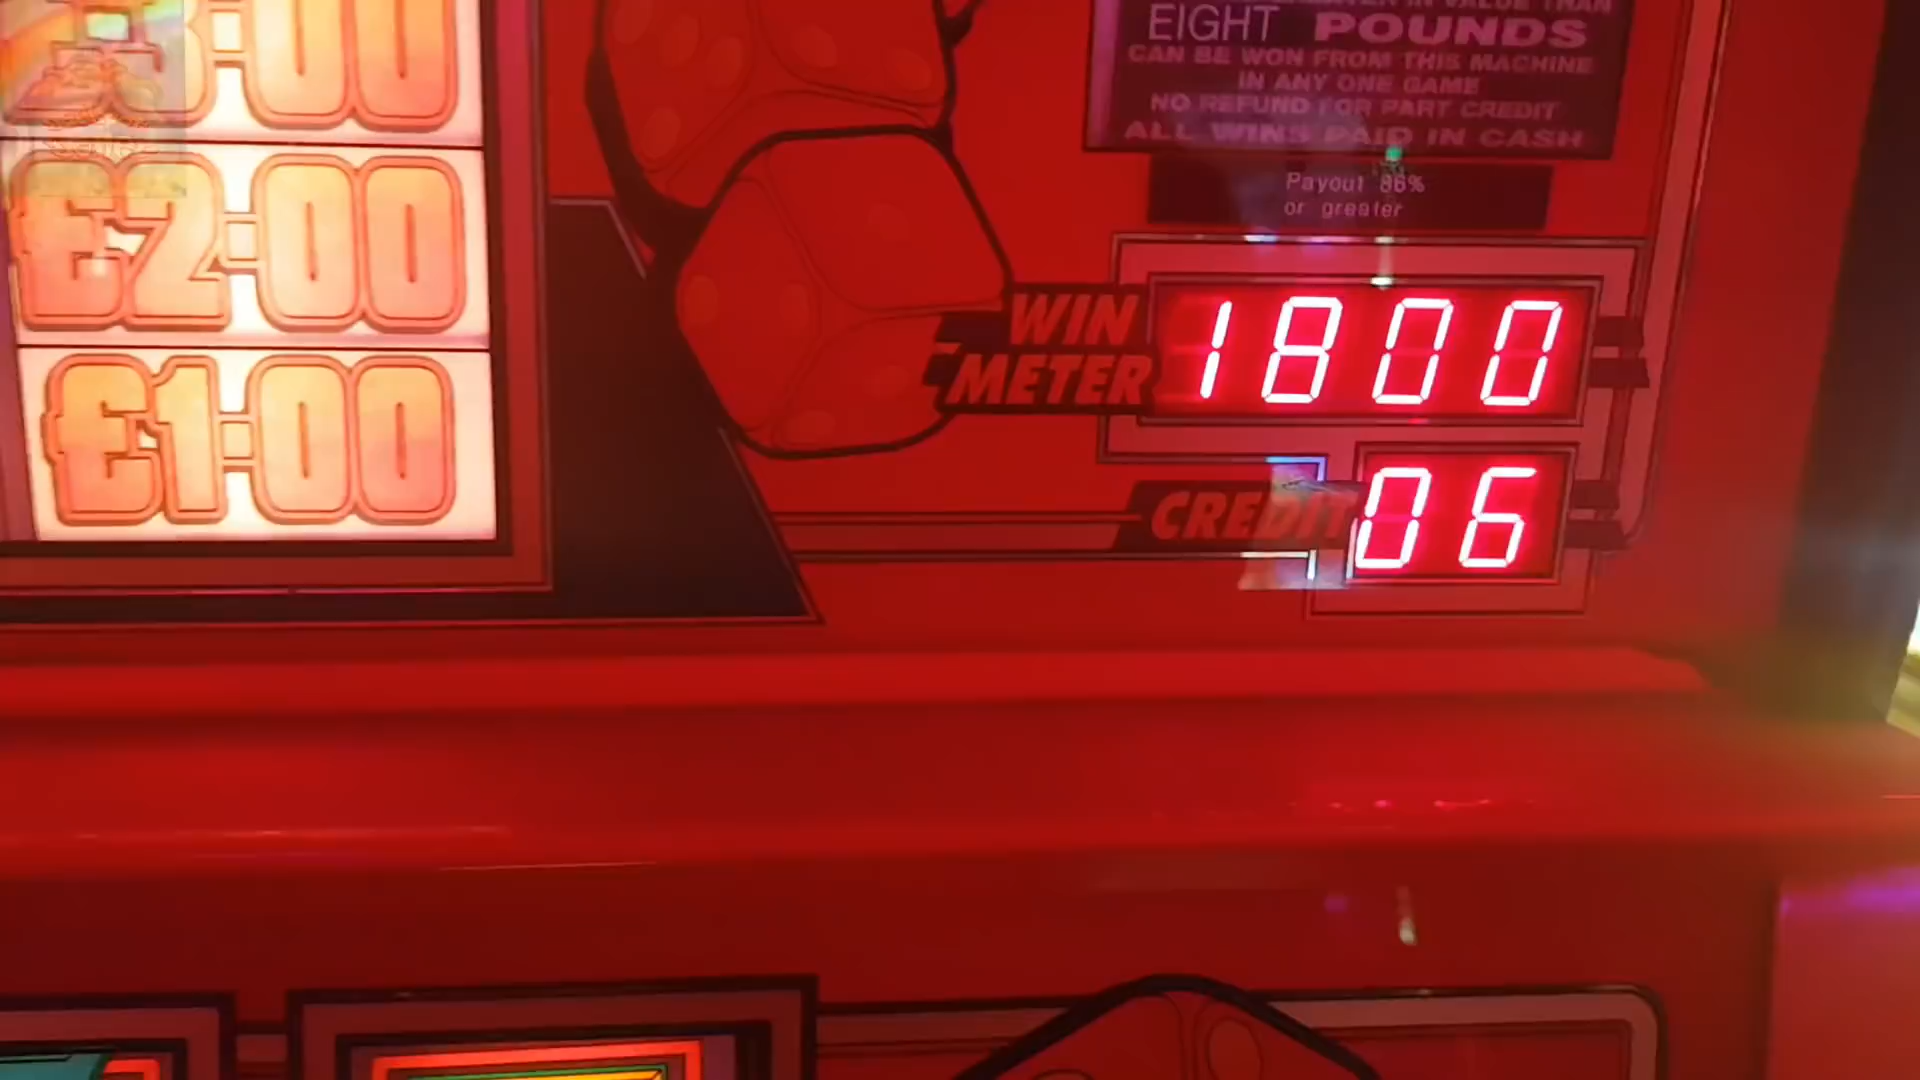 EIGHT POUNDS
CAN BE WON FROM THIS MACHINE
IN ANY ONE GAME
NO REFUND FOR PART CREDIT
ALL WINS PAID IN CASH
Payout 86%
or greater
£2:00
£1:00
WIN
METER
1800
CREDIT
06